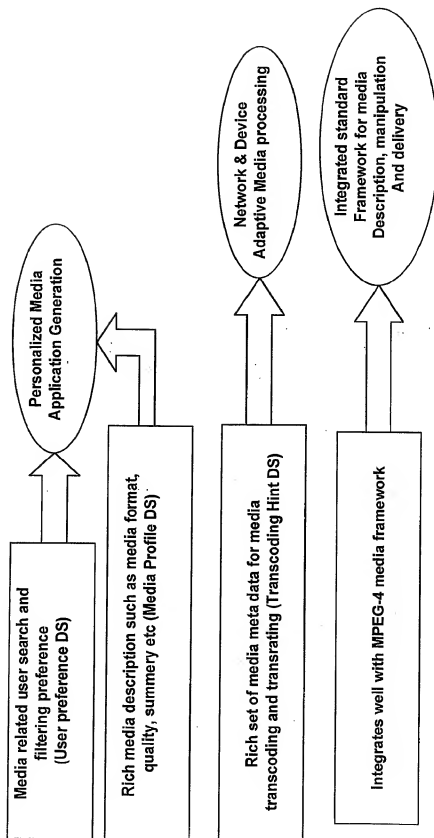 Media related user search and
filtering preference
(User preference DS)
Personalized Media
Application Generation
Rich media description such as media format,
quality, summery etc (Media Profile DS)
Rich set of media meta data for media
transcoding and transrating (Transcoding Hint DS)
Network & Device
Adaptive Media processing
Integrates well with MPEG-4 media framework
Integrated standard
Framework for media
Description, manipulation
And delivery